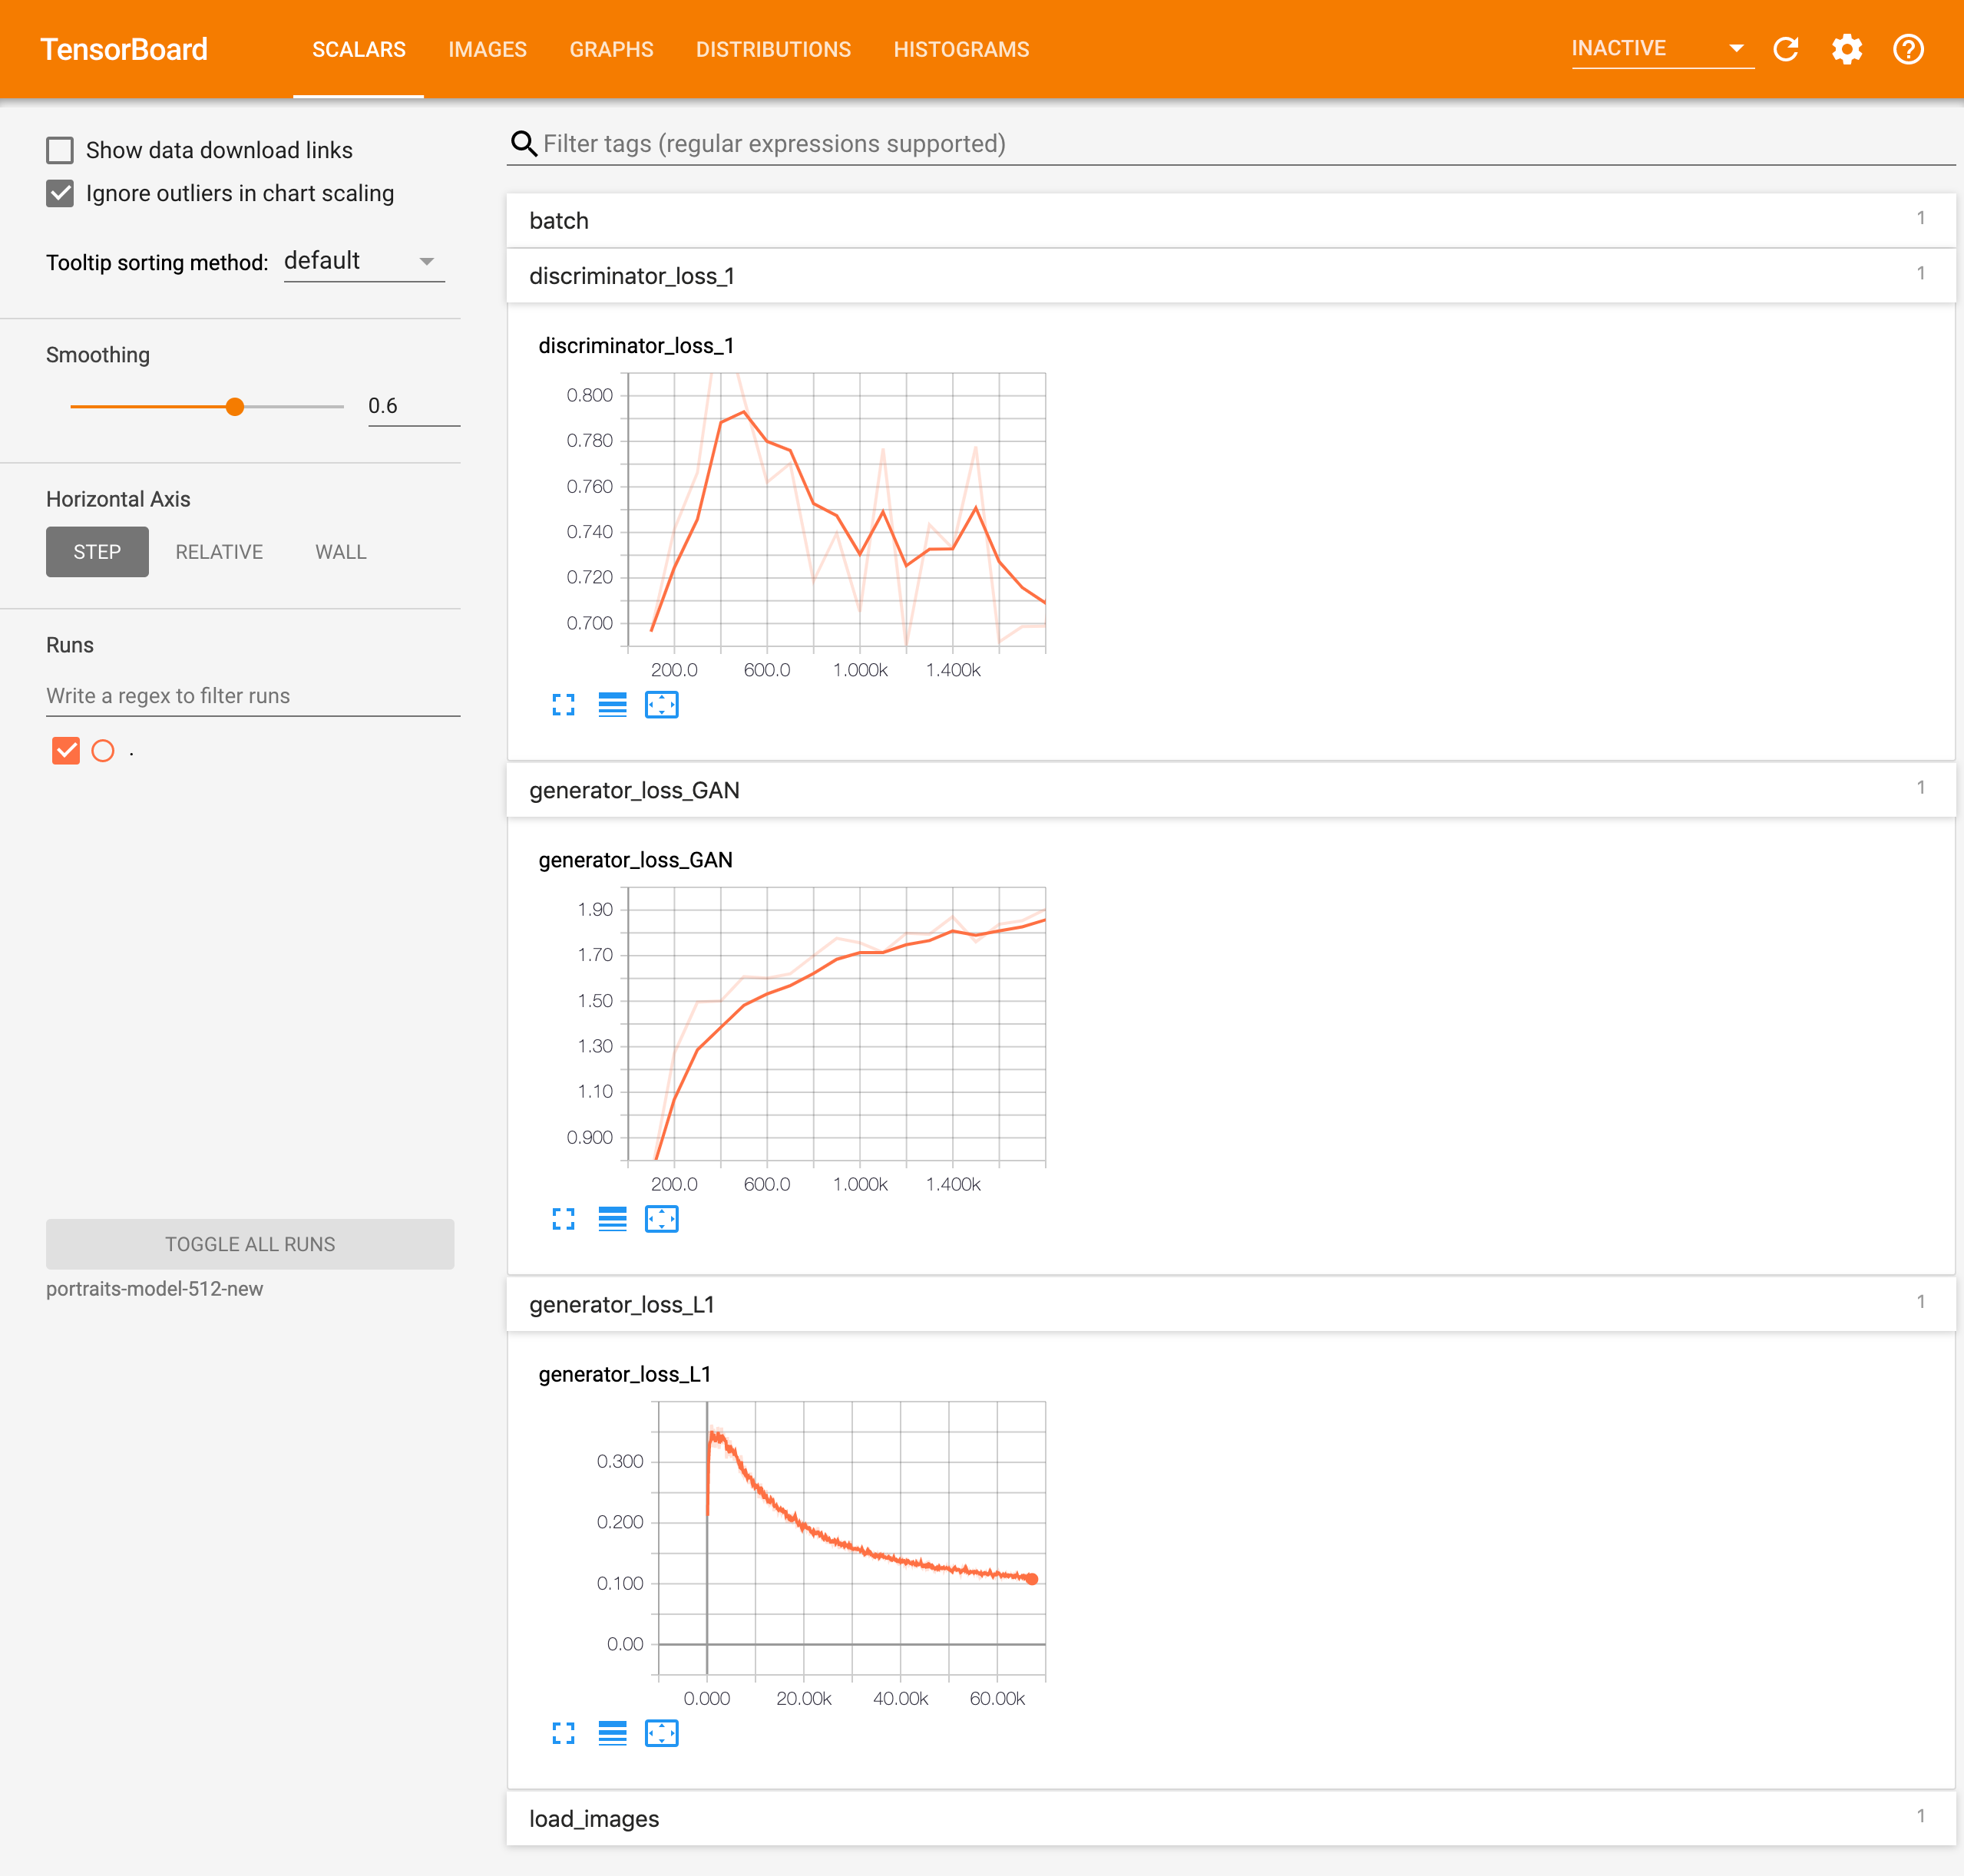 TensorBoard SCALARS IMAGES GRAPHS DISTRIBUTIONS HISTOGRAMS INACTIVE
Show data download links
Ignore outliers in chart scaling
Tooltip sorting method: default
Smoothing
0.6
Horizontal Axis
STEP RELATIVE WALL
Runs
Write a regex to filter runs
.
TOGGLE ALL RUNS
portraits-model-512-new
Filter tags (regular expressions supported)
batch 1
discriminator_loss_1 1
discriminator_loss_1
0.800
0.780
0.760
0.740
0.720
0.700
200.0 600.0 1.000k 1.400k
generator_loss_GAN 1
generator_loss_GAN
1.90
1.70
1.50
1.30
1.10
0.900
200.0 600.0 1.000k 1.400k
generator_loss_L1 1
generator_loss_L1
0.300
0.200
0.100
0.00
0.000 20.00k 40.00k 60.00k
load_images 1